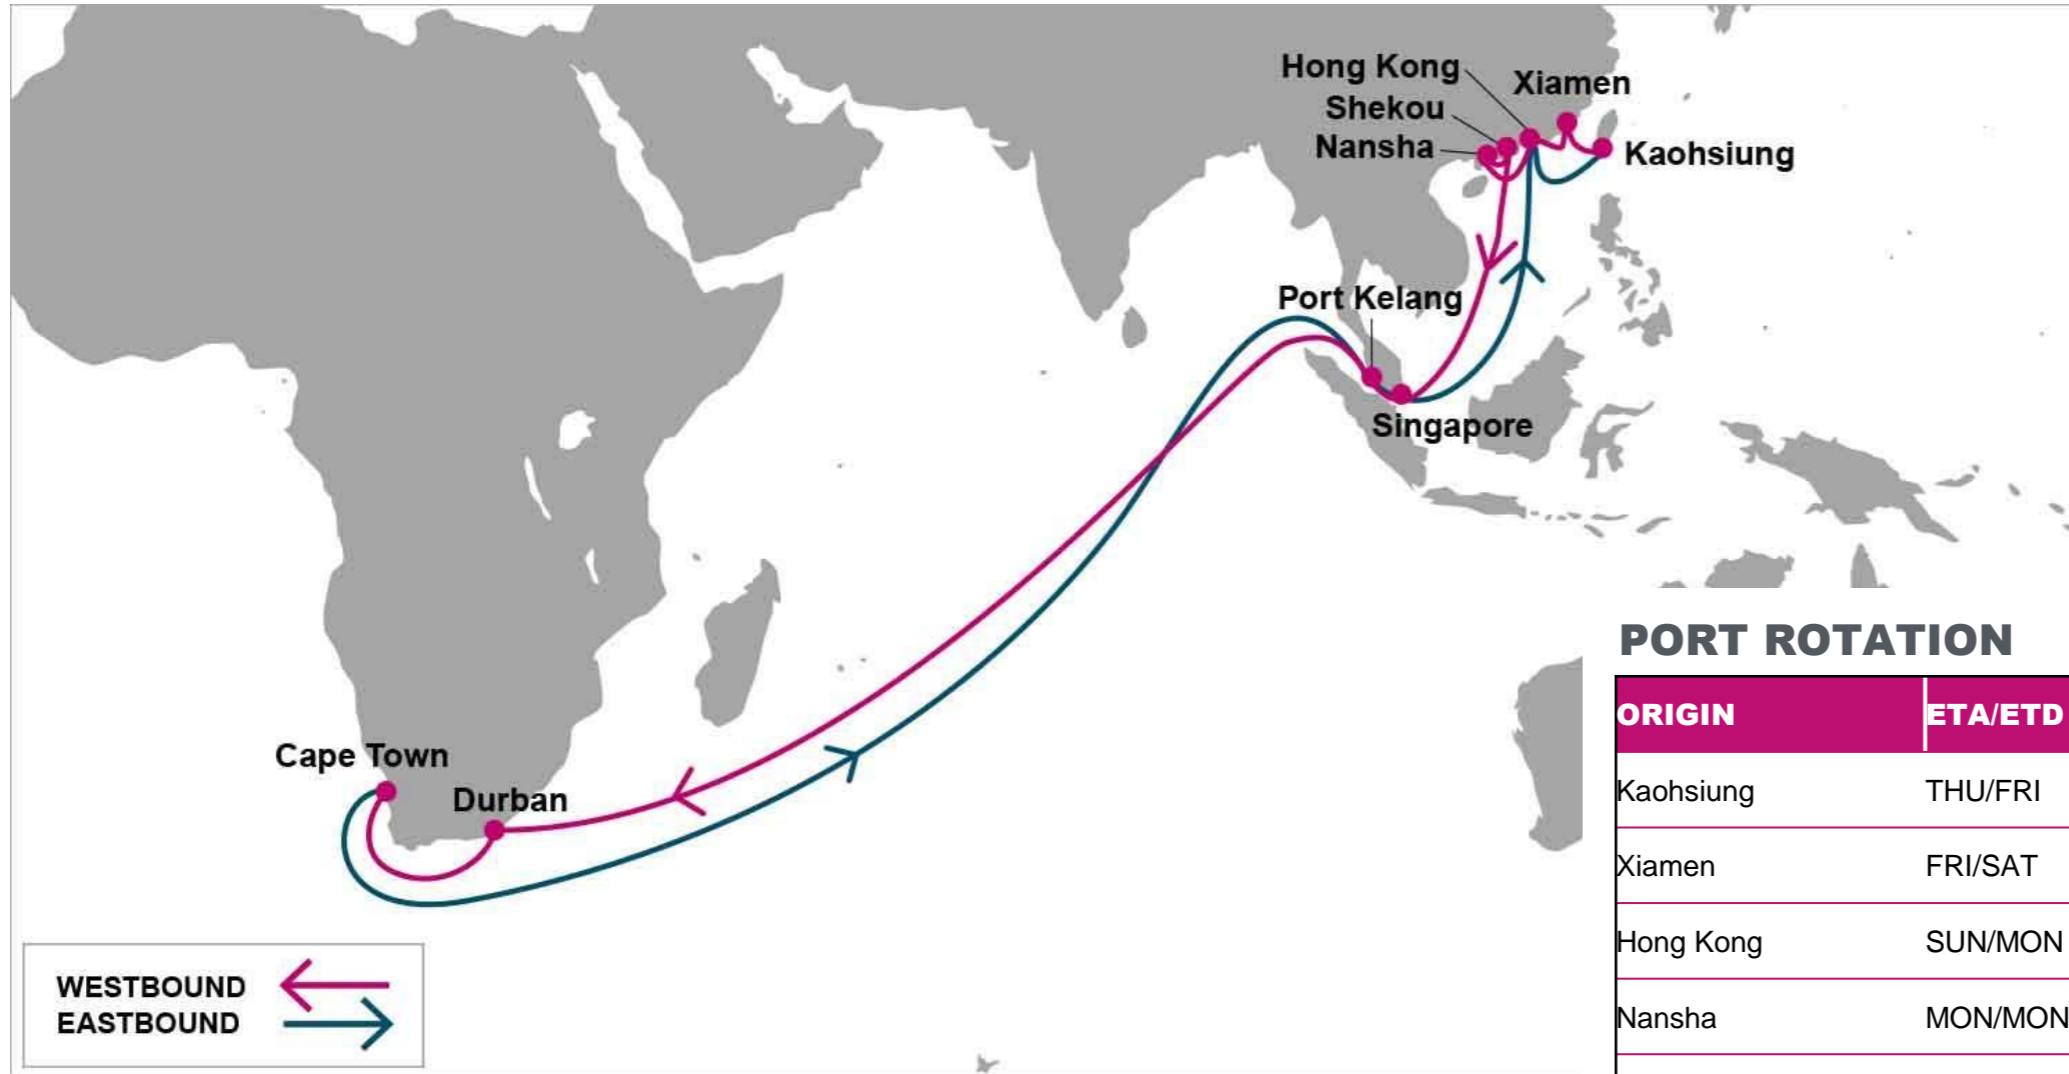 Hong Kong
Xiamen
Shekou
Nansha
Kaohsiung
Port Kelang
Singapore
Cape Town
Durban
WESTBOUND
EASTBOUND
PORT ROTATION
ORIGIN ETA/ETD
Kaohsiung THU/FRI
Xiamen FRI/SAT
Hong Kong SUN/MON
Nansha MON/MON